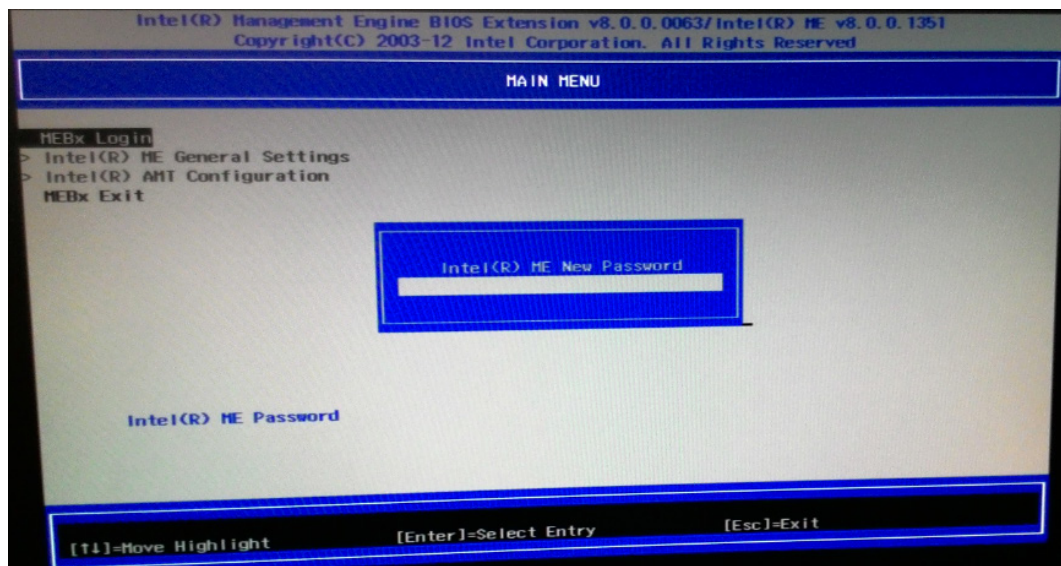 Intel(R) Management Engine BIOS Extension v8.0.0.0063/Intel(R) ME v8.0.0.1351
Copyright(C) 2003-12 Intel Corporation. All Rights Reserved
MAIN MENU
MEBx Login
> Intel(R) ME General Settings
> Intel(R) AMT Configuration
MEBx Exit
Intel(R) ME New Password
Intel(R) ME Password
[↑↓]=Move Highlight [Enter]=Select Entry [Esc]=Exit